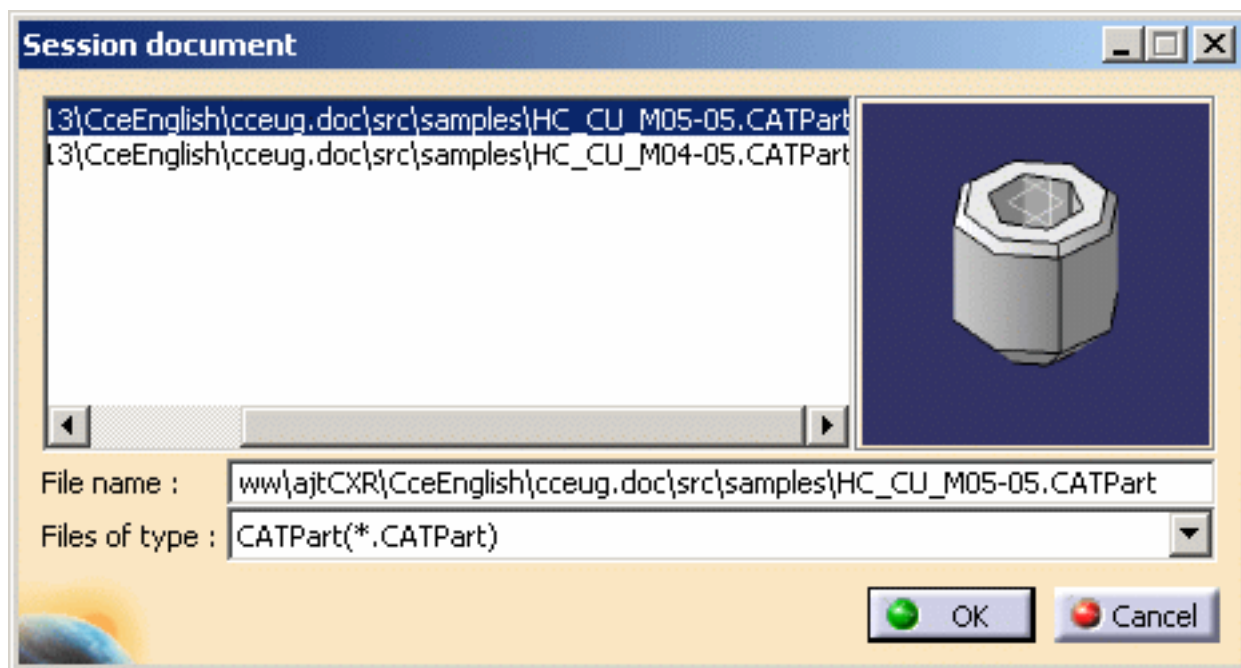 Session document
13\CceEnglish\cceug.doc\src\samples\HC_CU_M05-05.CATPart
13\CceEnglish\cceug.doc\src\samples\HC_CU_M04-05.CATPart
File name : ww\ajtCXR\CceEnglish\cceug.doc\src\samples\HC_CU_M05-05.CATPart
Files of type : CATPart(*.CATPart)
OK Cancel